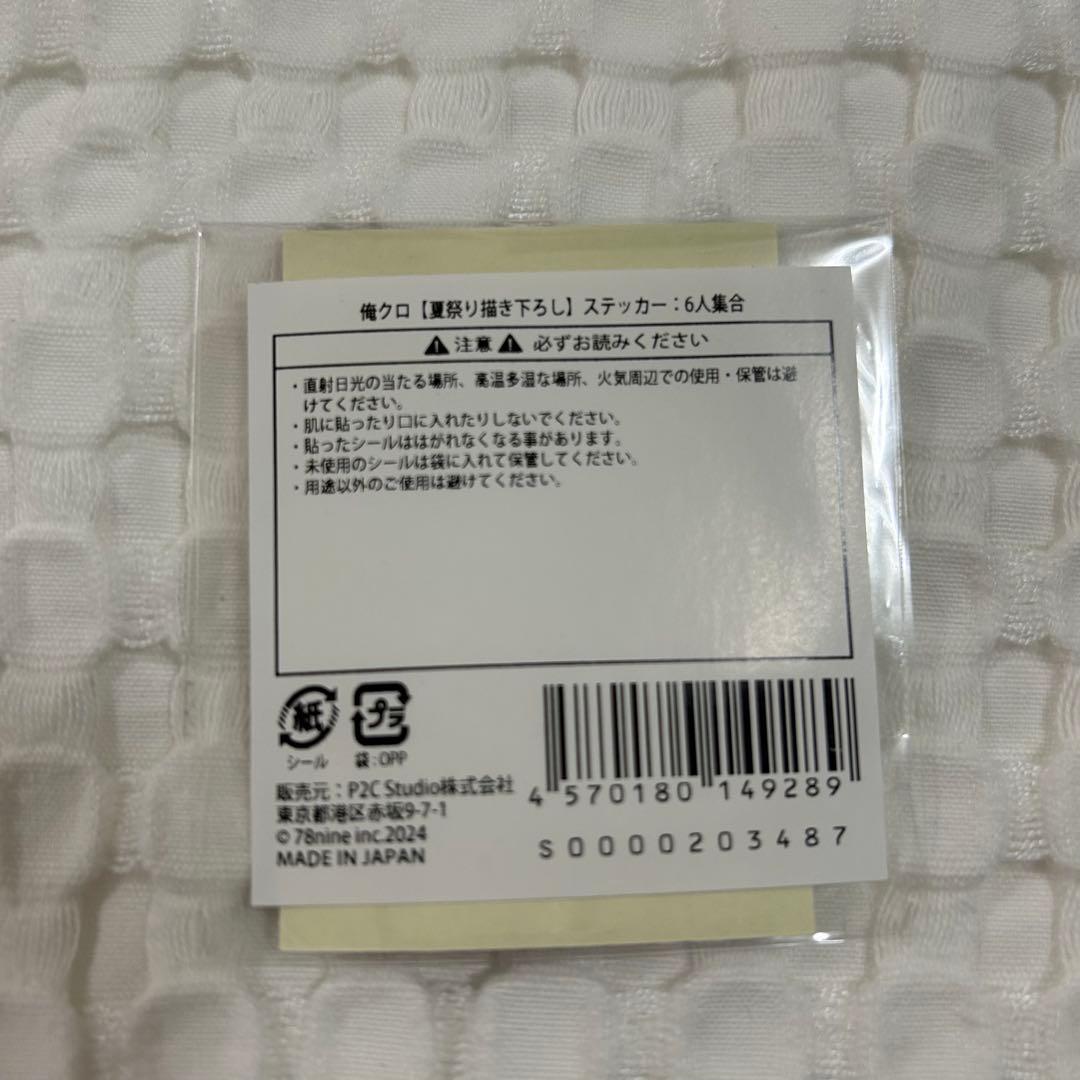 俺クロ【夏祭り描き下ろし】ステッカー：6人集合
⚠注意⚠ 必ずお読みください
・直射日光の当たる場所、高温多湿な場所、火気周辺での使用・保管は避
けてください。
・肌に貼ったり口に入れたりしないでください。
・貼ったシールははがれなくなる事があります。
・未使用のシールは袋に入れて保管してください。
・用途以外のご使用は避けてください。
紙 プラ
シール 袋：OPP
販売元：P2C Studio株式会社
東京都港区赤坂9-7-1
© 78nine inc.2024
MADE IN JAPAN
4 570180 149289
S0000203487